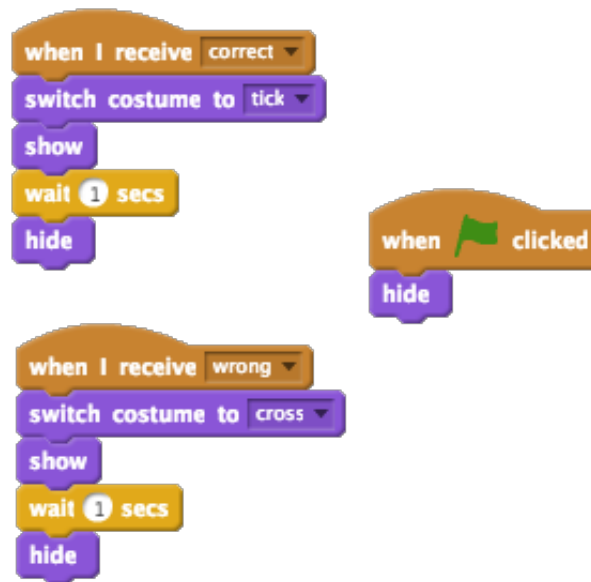 when I receive correct
switch costume to tick
show
wait 1 secs
hide
when clicked
hide
when I receive wrong
switch costume to cross
show
wait 1 secs
hide